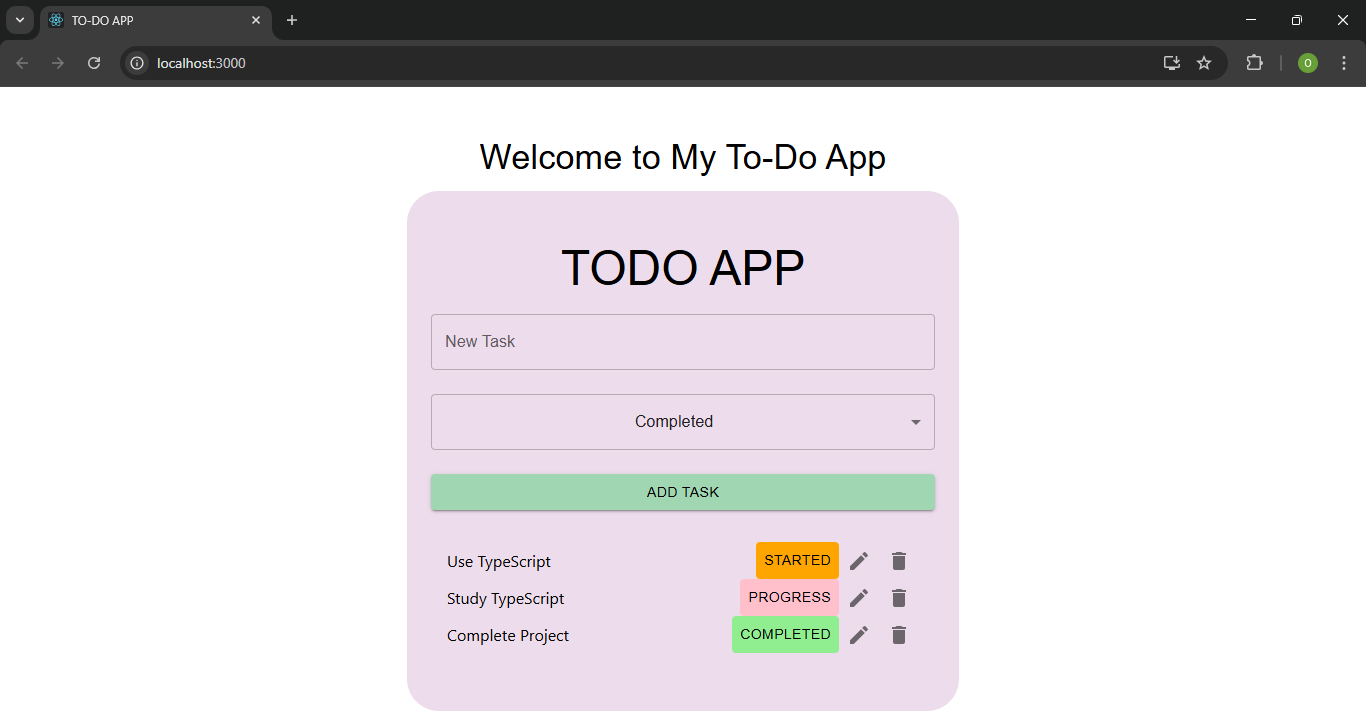 TO-DO APP
localhost:3000
O
Welcome to My To-Do App
TODO APP
New Task
Completed
ADD TASK
Use TypeScript STARTED
Study TypeScript PROGRESS
Complete Project COMPLETED